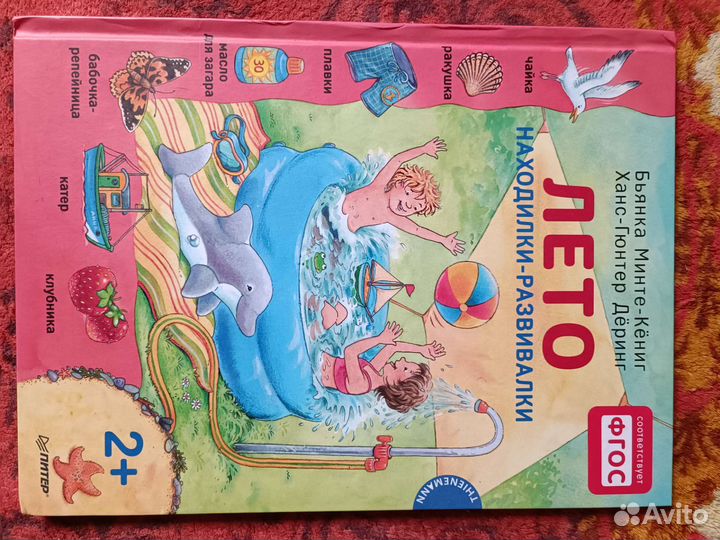 Бьянка Минте-Кёниг
Ханс-Гюнтер Дёринг
ЛЕТО
НАХОДИЛКИ-РАЗВИВАЛКИ
соответствует
ФГОС
THIENEMANN
чайка
ракушка
плавки
масло
для загара
30
бабочка-
репейница
катер
клубника
2+
ПИТЕР
Avito